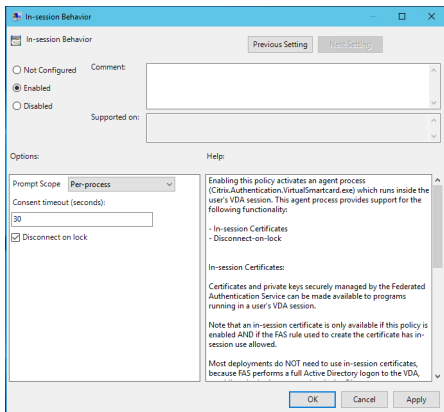 In-session Behavior
In-session Behavior
Previous Setting
Next Setting
Not Configured
Comment:
Enabled
Disabled
Supported on:
Options:
Help:
Prompt Scope Per-process
Consent timeout (seconds):
30
Disconnect on lock
Enabling this policy activates an agent process
(Citrix.Authentication.VirtualSmartcard.exe) which runs inside the
user's VDA session. This agent process provides support for the
following functionality:
- In-session Certificates
- Disconnect-on-lock
In-session Certificates:
Certificates and private keys securely managed by the Federated
Authentication Service can be made available to programs
running in a user's VDA session.
Note that an in-session certificate is only available if this policy is
enabled AND if the FAS rule used to create the certificate has in-
session use allowed.
Most deployments do NOT need to use in-session certificates,
because FAS performs a full Active Directory logon to the VDA,
OK
Cancel
Apply